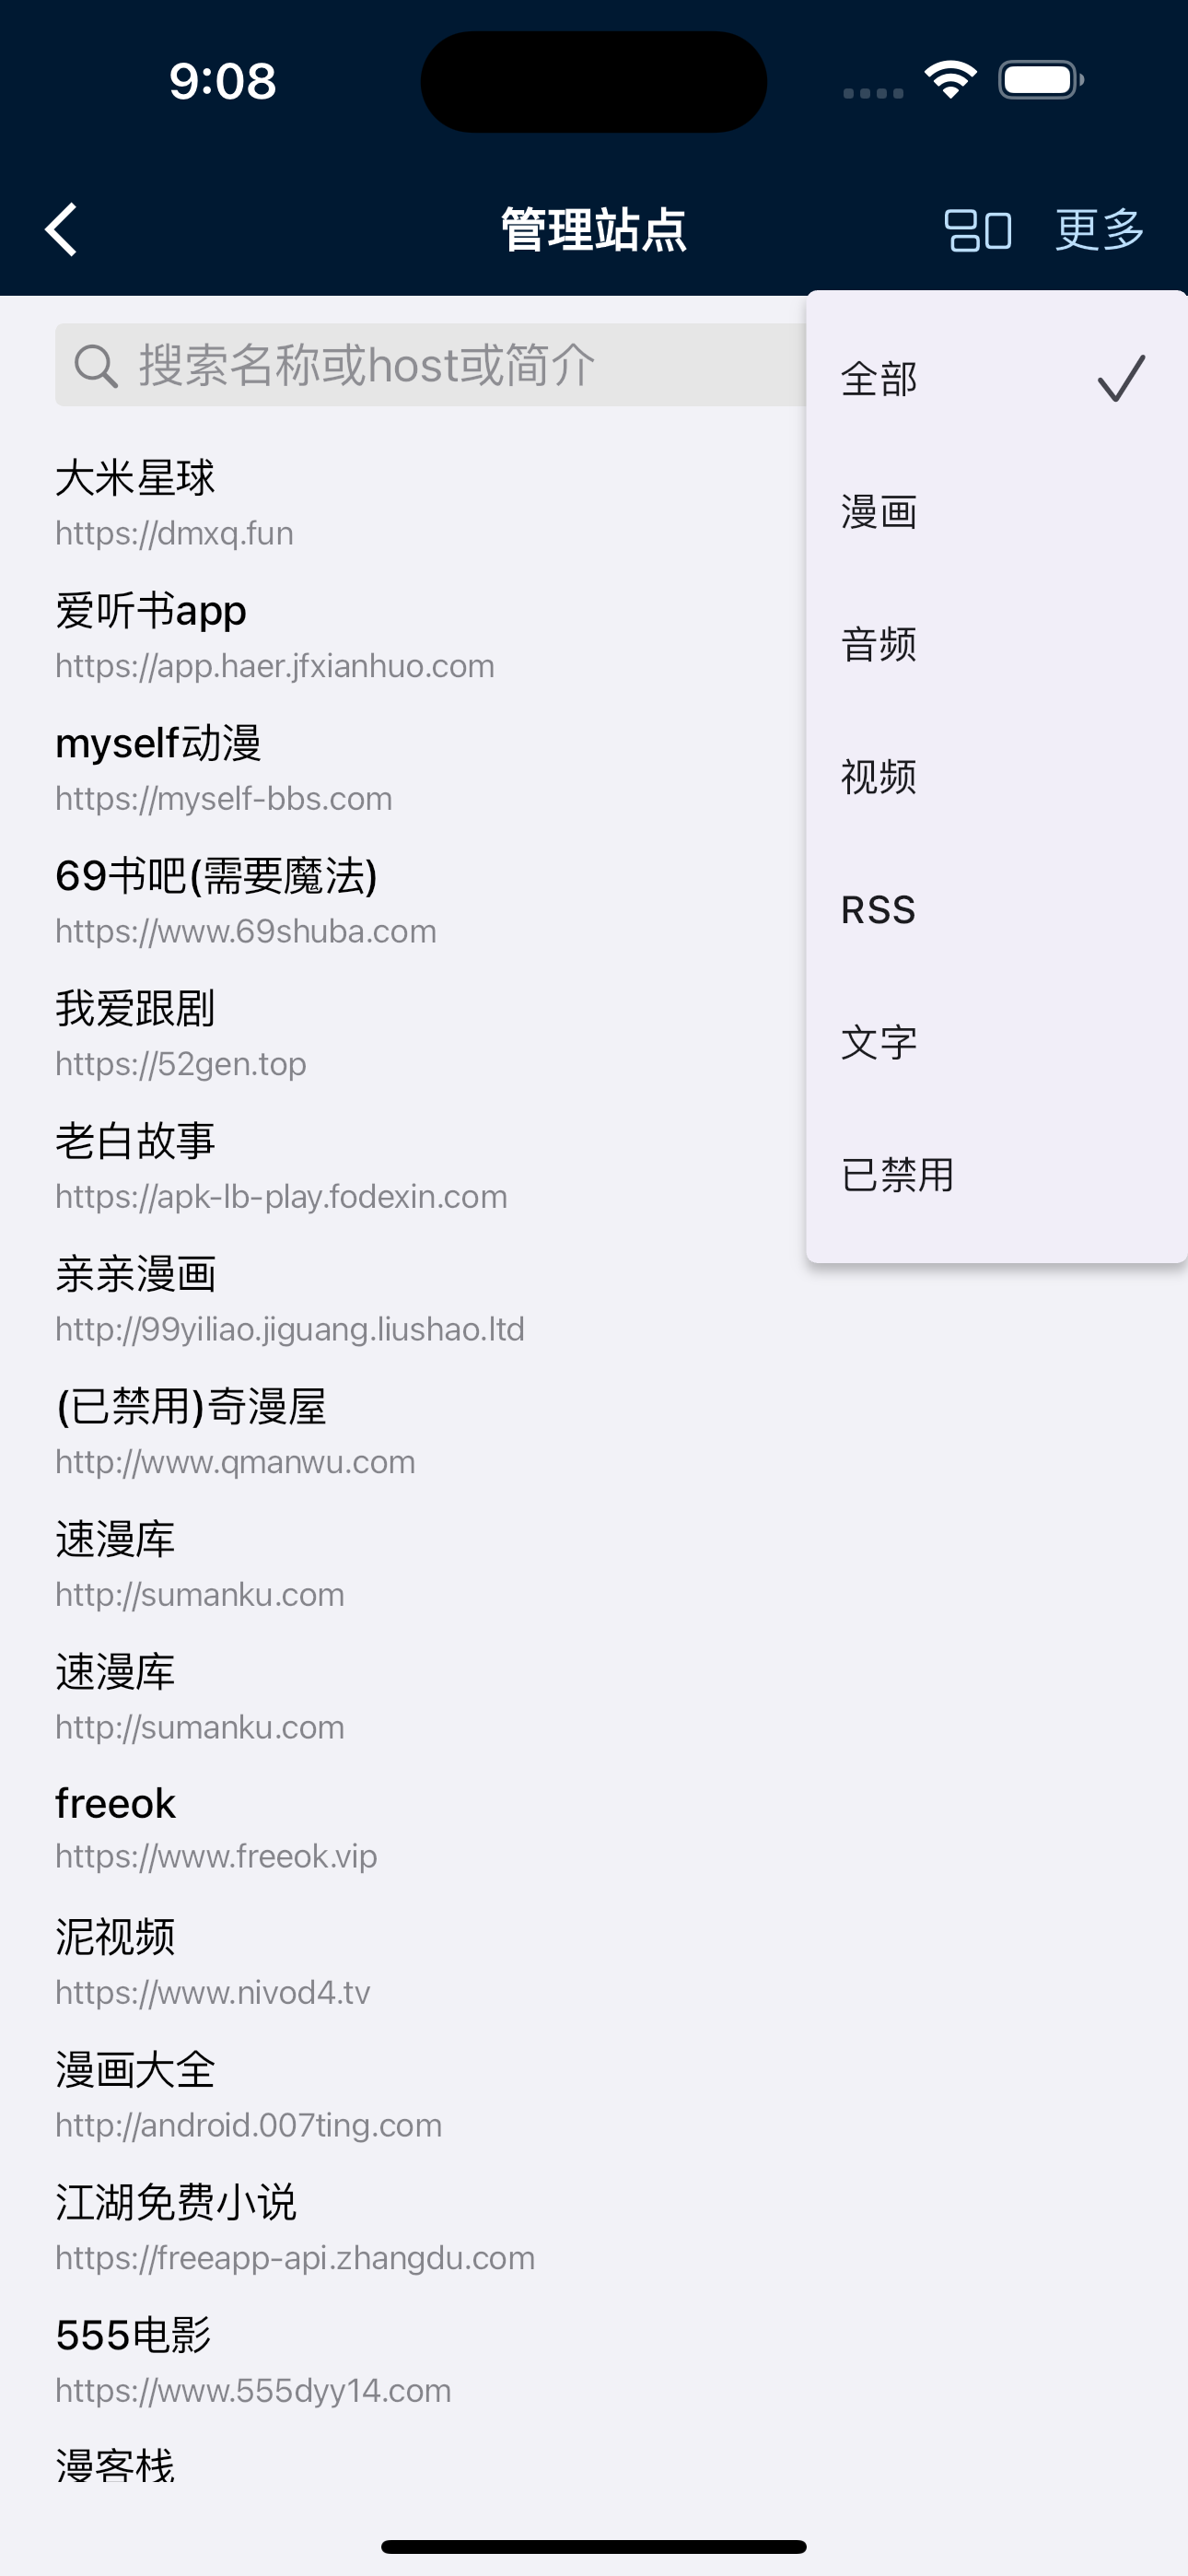 9:08
管理站点
更多
搜索名称或host或简介
全部
漫画
音频
视频
RSS
文字
已禁用
大米星球
https://dmxq.fun
爱听书app
https://app.haer.jfxianhuo.com
myself动漫
https://myself-bbs.com
69书吧(需要魔法)
https://www.69shuba.com
我爱跟剧
https://52gen.top
老白故事
https://apk-lb-play.fodexin.com
亲亲漫画
http://99yiliao.jiguang.liushao.ltd
(已禁用)奇漫屋
http://www.qmanwu.com
速漫库
http://sumanku.com
速漫库
http://sumanku.com
freeok
https://www.freeok.vip
泥视频
https://www.nivod4.tv
漫画大全
http://android.007ting.com
江湖免费小说
https://freeapp-api.zhangdu.com
555电影
https://www.555dyy14.com
漫客栈